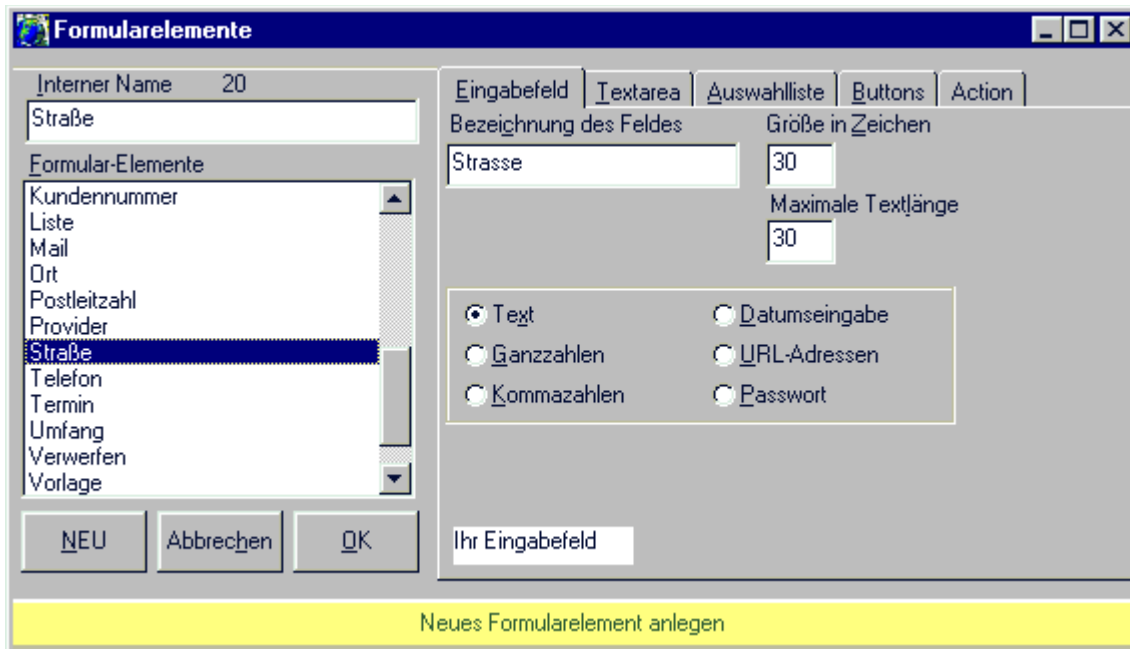 Formularelemente
Interner Name 20
Straße
Formular-Elemente
Kundennummer
Liste
Mail
Ort
Postleitzahl
Provider
Straße
Telefon
Termin
Umfang
Verwerfen
Vorlage
NEU Abbrechen OK
Eingabefeld Textarea Auswahlliste Buttons Action
Bezeichnung des Feldes Größe in Zeichen
Strasse 30
Maximale Textlänge
30
Text Datumseingabe
Ganzzahlen URL-Adressen
Kommazahlen Passwort
Ihr Eingabefeld
Neues Formularelement anlegen